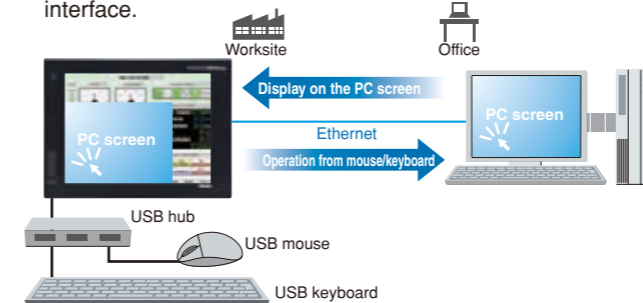 interface.
Worksite
Office
Display on the PC screen
PC screen
PC screen
Ethernet
Operation from mouse/keyboard
USB hub
USB mouse
USB keyboard